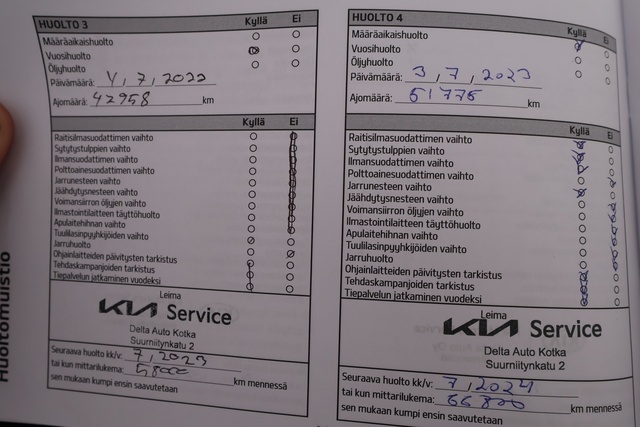 HUOLTO 3 Kyllä Ei
Määräaikaishuolto
Vuosihuolto
Öljyhuolto
Päivämäärä: 4, 7, 2022
Ajomäärä: 42958 km
Kyllä Ei
Raitisilmasuodattimen vaihto
Sytytystulppien vaihto
Ilmansuodattimen vaihto
Polttoainesuodattimen vaihto
Jarrunesteen vaihto
Jäähdytysnesteen vaihto
Voimansiirron öljyjen vaihto
Ilmastointilaitteen täyttöhuolto
Apulaitehihnan vaihto
Tuulilasinpyyhkijöiden vaihto
Jarruhuolto
Ohjainlaitteiden päivitysten tarkistus
Tehdaskampanjoiden tarkistus
Tiepalvelun jatkaminen vuodeksi
Leima
KIA Service
Delta Auto Kotka
Suurniitynkatu 2
Seuraava huolto kk/v: 7, 2023
tai kun mittarilukema: 58000 km mennessä
sen mukaan kumpi ensin saavutetaan
HUOLTO 4 Kyllä Ei
Määräaikaishuolto
Vuosihuolto
Öljyhuolto
Päivämäärä: 3, 7, 2023
Ajomäärä: 51775 km
Kyllä Ei
Raitisilmasuodattimen vaihto
Sytytystulppien vaihto
Ilmansuodattimen vaihto
Polttoainesuodattimen vaihto
Jarrunesteen vaihto
Jäähdytysnesteen vaihto
Voimansiirron öljyjen vaihto
Ilmastointilaitteen täyttöhuolto
Apulaitehihnan vaihto
Tuulilasinpyyhkijöiden vaihto
Jarruhuolto
Ohjainlaitteiden päivitysten tarkistus
Tehdaskampanjoiden tarkistus
Tiepalvelun jatkaminen vuodeksi
Leima
KIA Service
Delta Auto Kotka
Suurniitynkatu 2
Seuraava huolto kk/v: 7, 2024
tai kun mittarilukema: 66800 km mennessä
sen mukaan kumpi ensin saavutetaan
Huoltomuistio